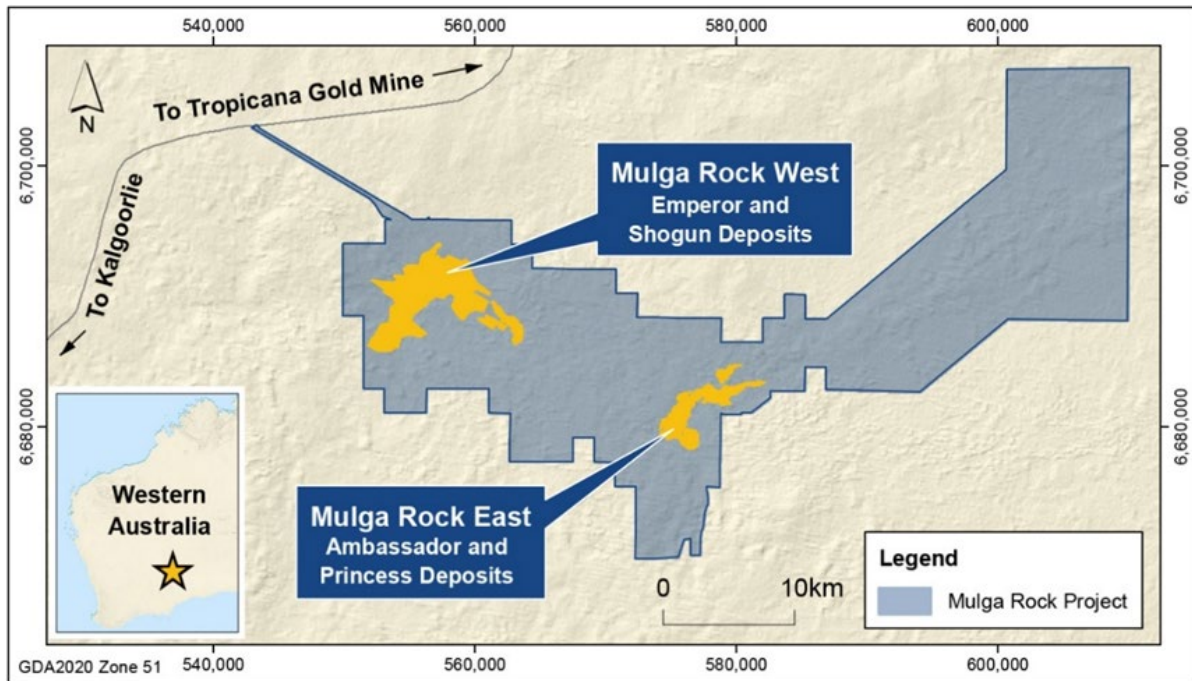 540,000
560,000
580,000
600,000
To Tropicana Gold Mine
N
6,700,000
6,700,000
To Kalgoorlie
Mulga Rock West
Emperor and
Shogun Deposits
6,680,000
6,680,000
Western
Australia
Mulga Rock East
Ambassador and
Princess Deposits
0 10km
Legend
Mulga Rock Project
GDA2020 Zone 51
540,000
560,000
580,000
600,000